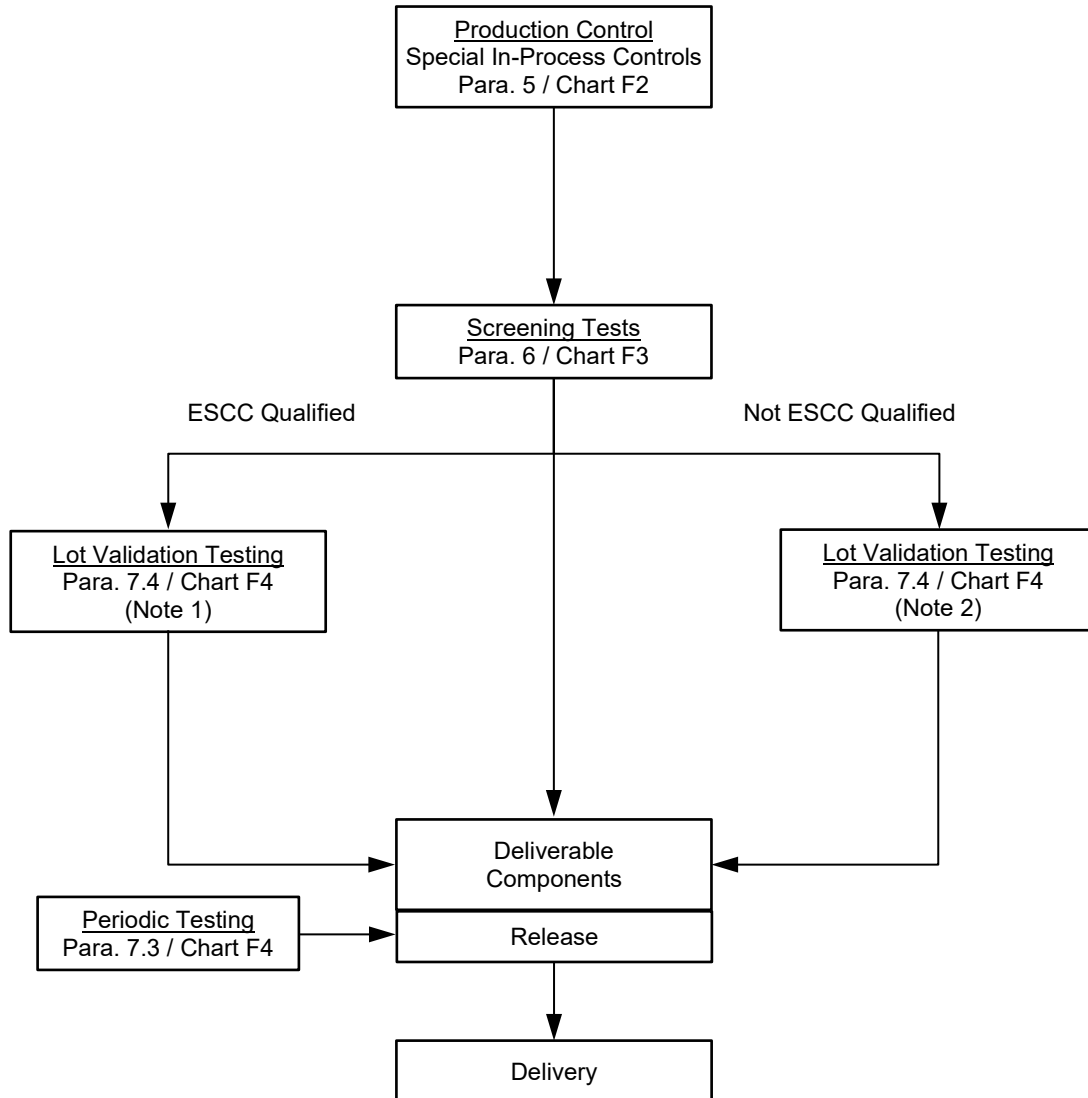 Production Control
Special In-Process Controls
Para. 5 / Chart F2
Screening Tests
Para. 6 / Chart F3
ESCC Qualified
Not ESCC Qualified
Lot Validation Testing
Para. 7.4 / Chart F4
(Note 1)
Lot Validation Testing
Para. 7.4 / Chart F4
(Note 2)
Deliverable
Components
Periodic Testing
Para. 7.3 / Chart F4
Release
Delivery